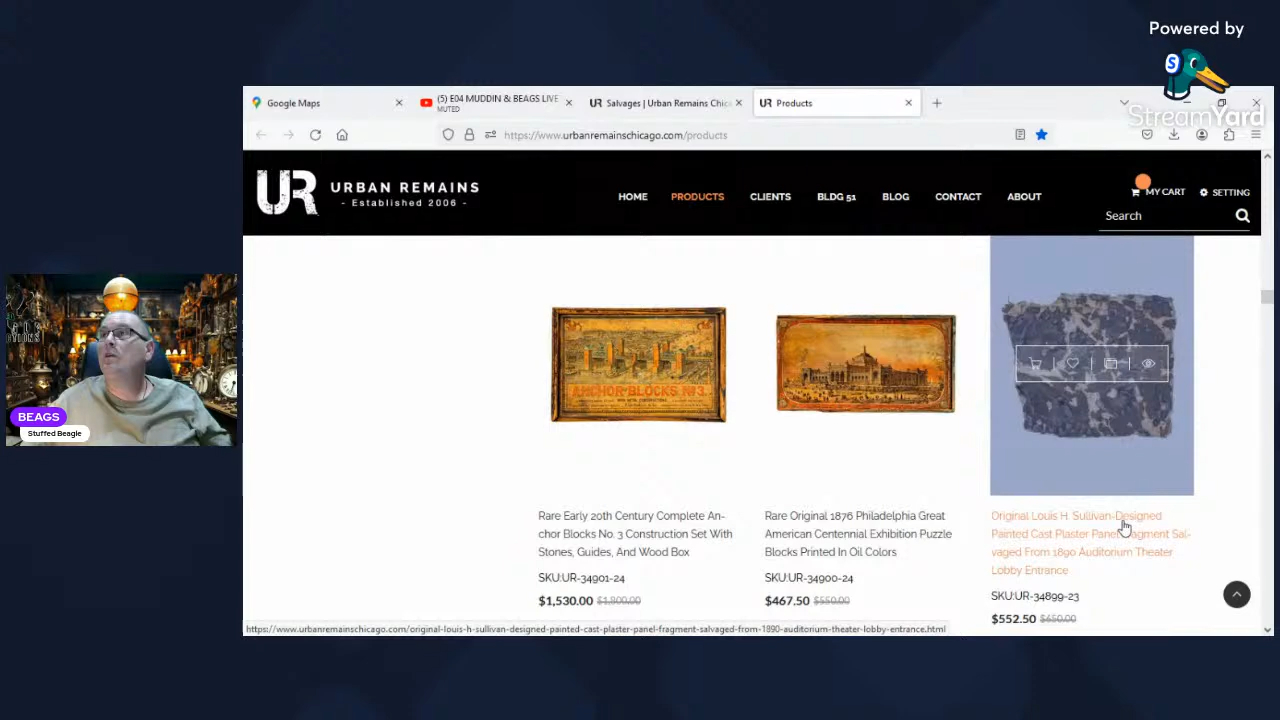 Powered by
S
StreamYard
Google Maps
(5) E04 MUDDIN & BEAGS LIVE
MUTED
UR Salvages | Urban Remains Chic
UR Products
https://www.urbanremainschicago.com/products
UR URBAN REMAINS
- Established 2006 -
HOME PRODUCTS CLIENTS BLDG 51 BLOG CONTACT ABOUT
MY CART SETTING
Search
ANCHOR-BLOCKS No 3
BEAGS
Stuffed Beagle
Rare Early 20th Century Complete An-
chor Blocks No. 3 Construction Set With
Stones, Guides, And Wood Box
SKU:UR-34901-24
$1,530.00 $1,800.00
Rare Original 1876 Philadelphia Great
American Centennial Exhibition Puzzle
Blocks Printed In Oil Colors
SKU:UR-34900-24
$467.50 $550.00
Original Louis H. Sullivan-Designed
Painted Cast Plaster Panel Fragment Sal-
vaged From 1890 Auditorium Theater
Lobby Entrance
SKU:UR-34899-23
$552.50 $650.00
https://www.urbanremainschicago.com/original-louis-h-sullivan-designed-painted-cast-plaster-panel-fragment-salvaged-from-1890-auditorium-theater-lobby-entrance.html